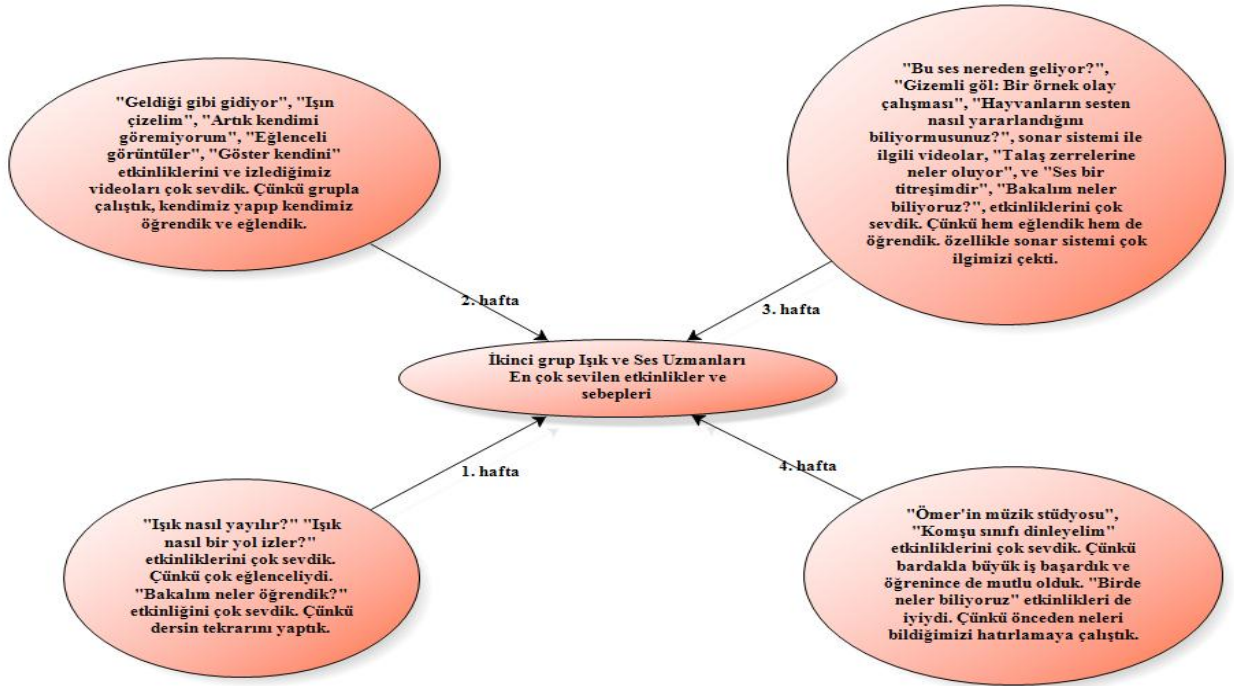 "Geldiği gibi gidiyor", "Işın
çizelim", "Artık kendimi
göremiyorum", "Eğlenceli
görüntüler", "Göster kendini"
etkinliklerini ve izlediğimiz
videoları çok sevdik. Çünkü grupla
çalıştık, kendimiz yapıp kendimiz
öğrendik ve eğlendik.
"Bu ses nereden geliyor?",
"Gizemli göl: Bir örnek olay
çalışması", "Hayvanların sesten
nasıl yararlandığını
biliyormusunuz?", sonar sistemi ile
ilgili videolar, "Talaş zerrelerine
neler oluyor", ve "Ses bir
titreşimdir", "Bakalım neler
biliyoruz?", etkinliklerini çok
sevdik. Çünkü hem eğlendik hem de
öğrendik. özellikle sonar sistemi çok
ilgimizi çekti.
2. hafta
3. hafta
İkinci grup Işık ve Ses Uzmanları
En çok sevilen etkinlikler ve
sebepleri
1. hafta
4. hafta
"Işık nasıl yayılır?" "Işık
nasıl bir yol izler?"
etkinliklerini çok sevdik.
Çünkü çok eğlenceliydi.
"Bakalım neler öğrendik?"
etkinliğini çok sevdik. Çünkü
dersin tekrarını yaptık.
"Ömer'in müzik stüdyosu",
"Komşu sınıfı dinleyelim"
etkinliklerini çok sevdik. Çünkü
bardakla büyük iş başardık ve
öğrenince de mutlu olduk. "Birde
neler biliyoruz" etkinlikleri de
iyiydi. Çünkü önceden neleri
bildiğimizi hatırlamaya çalıştık.